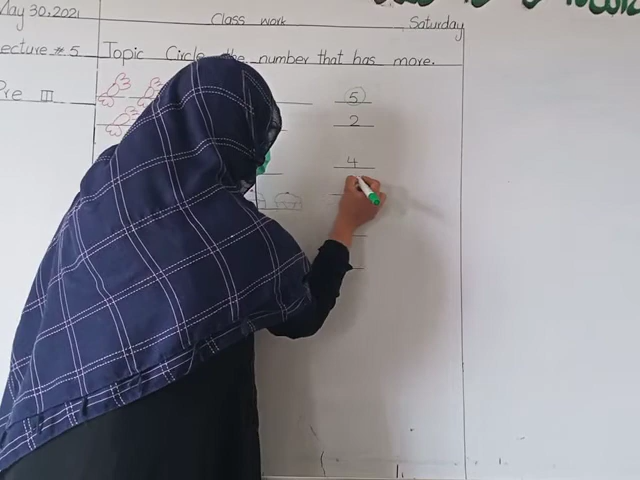 May 30, 2021 Class work Saturday
Lecture # 5 Topic Circle the number that has more.
Pre III
5
2
4